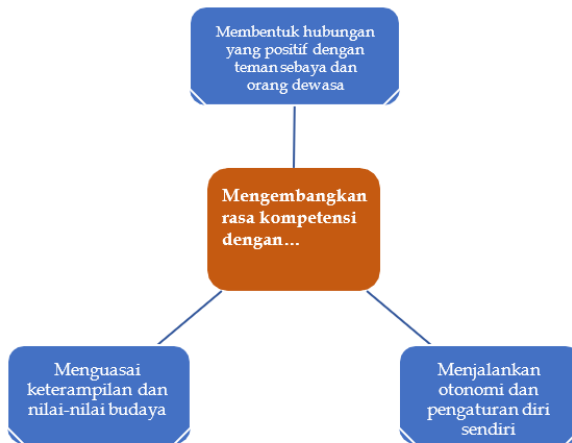 Membentuk hubungan
yang positif dengan
teman sebaya dan
orang dewasa
Mengembangkan
rasa kompetensi
dengan…
Menguasai
keterampilan dan
nilai-nilai budaya
Menjalankan
otonomi dan
pengaturan diri
sendiri